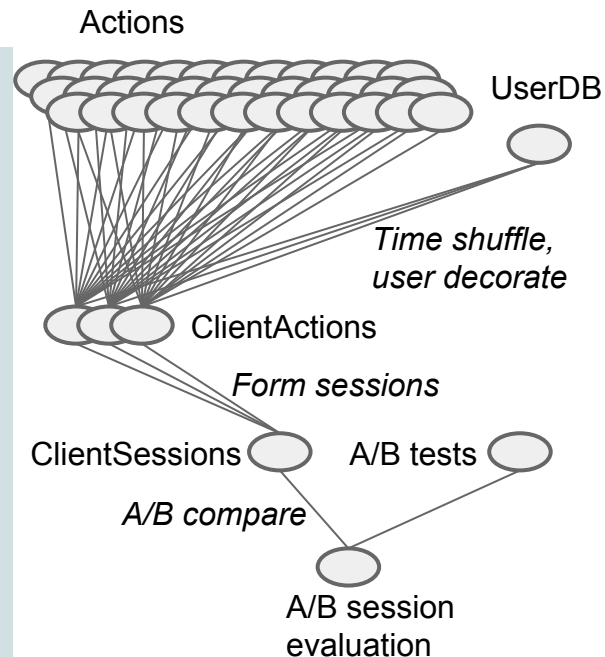 Actions
UserDB
Time shuffle,
user decorate
ClientActions
Form sessions
ClientSessions
A/B tests
A/B compare
A/B session
evaluation